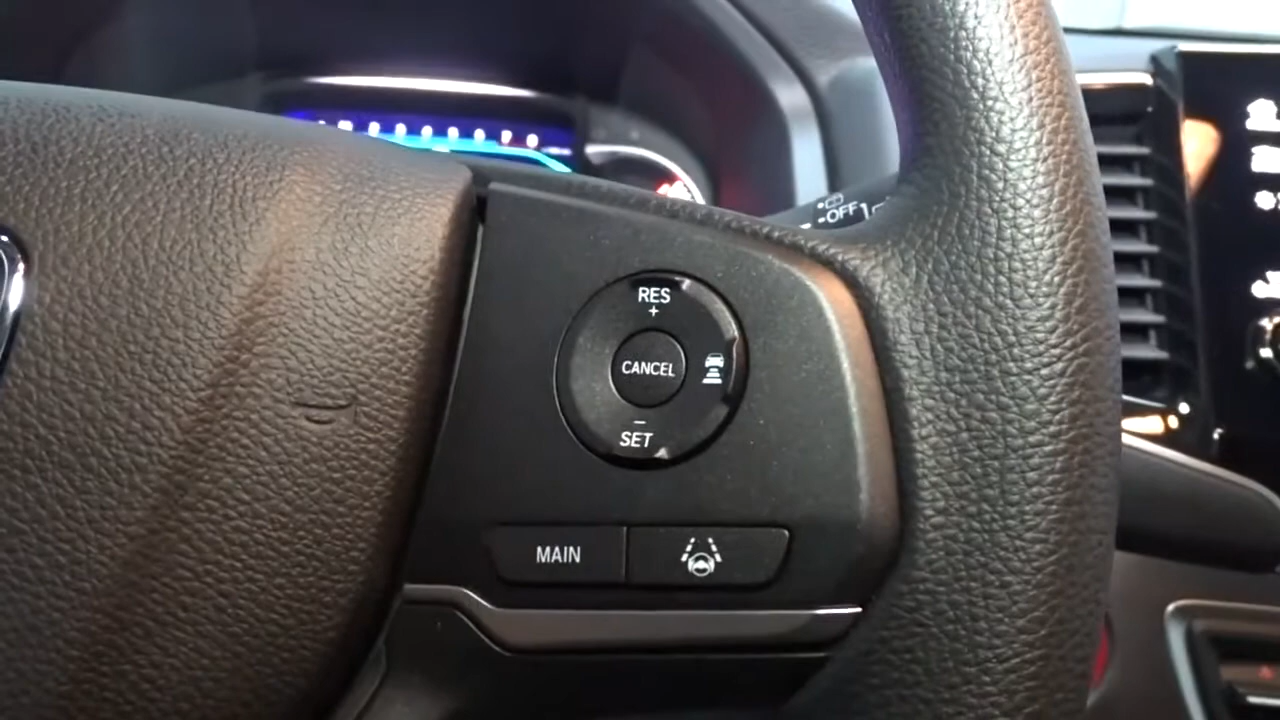 OFF
RES
+
CANCEL
−
SET
MAIN